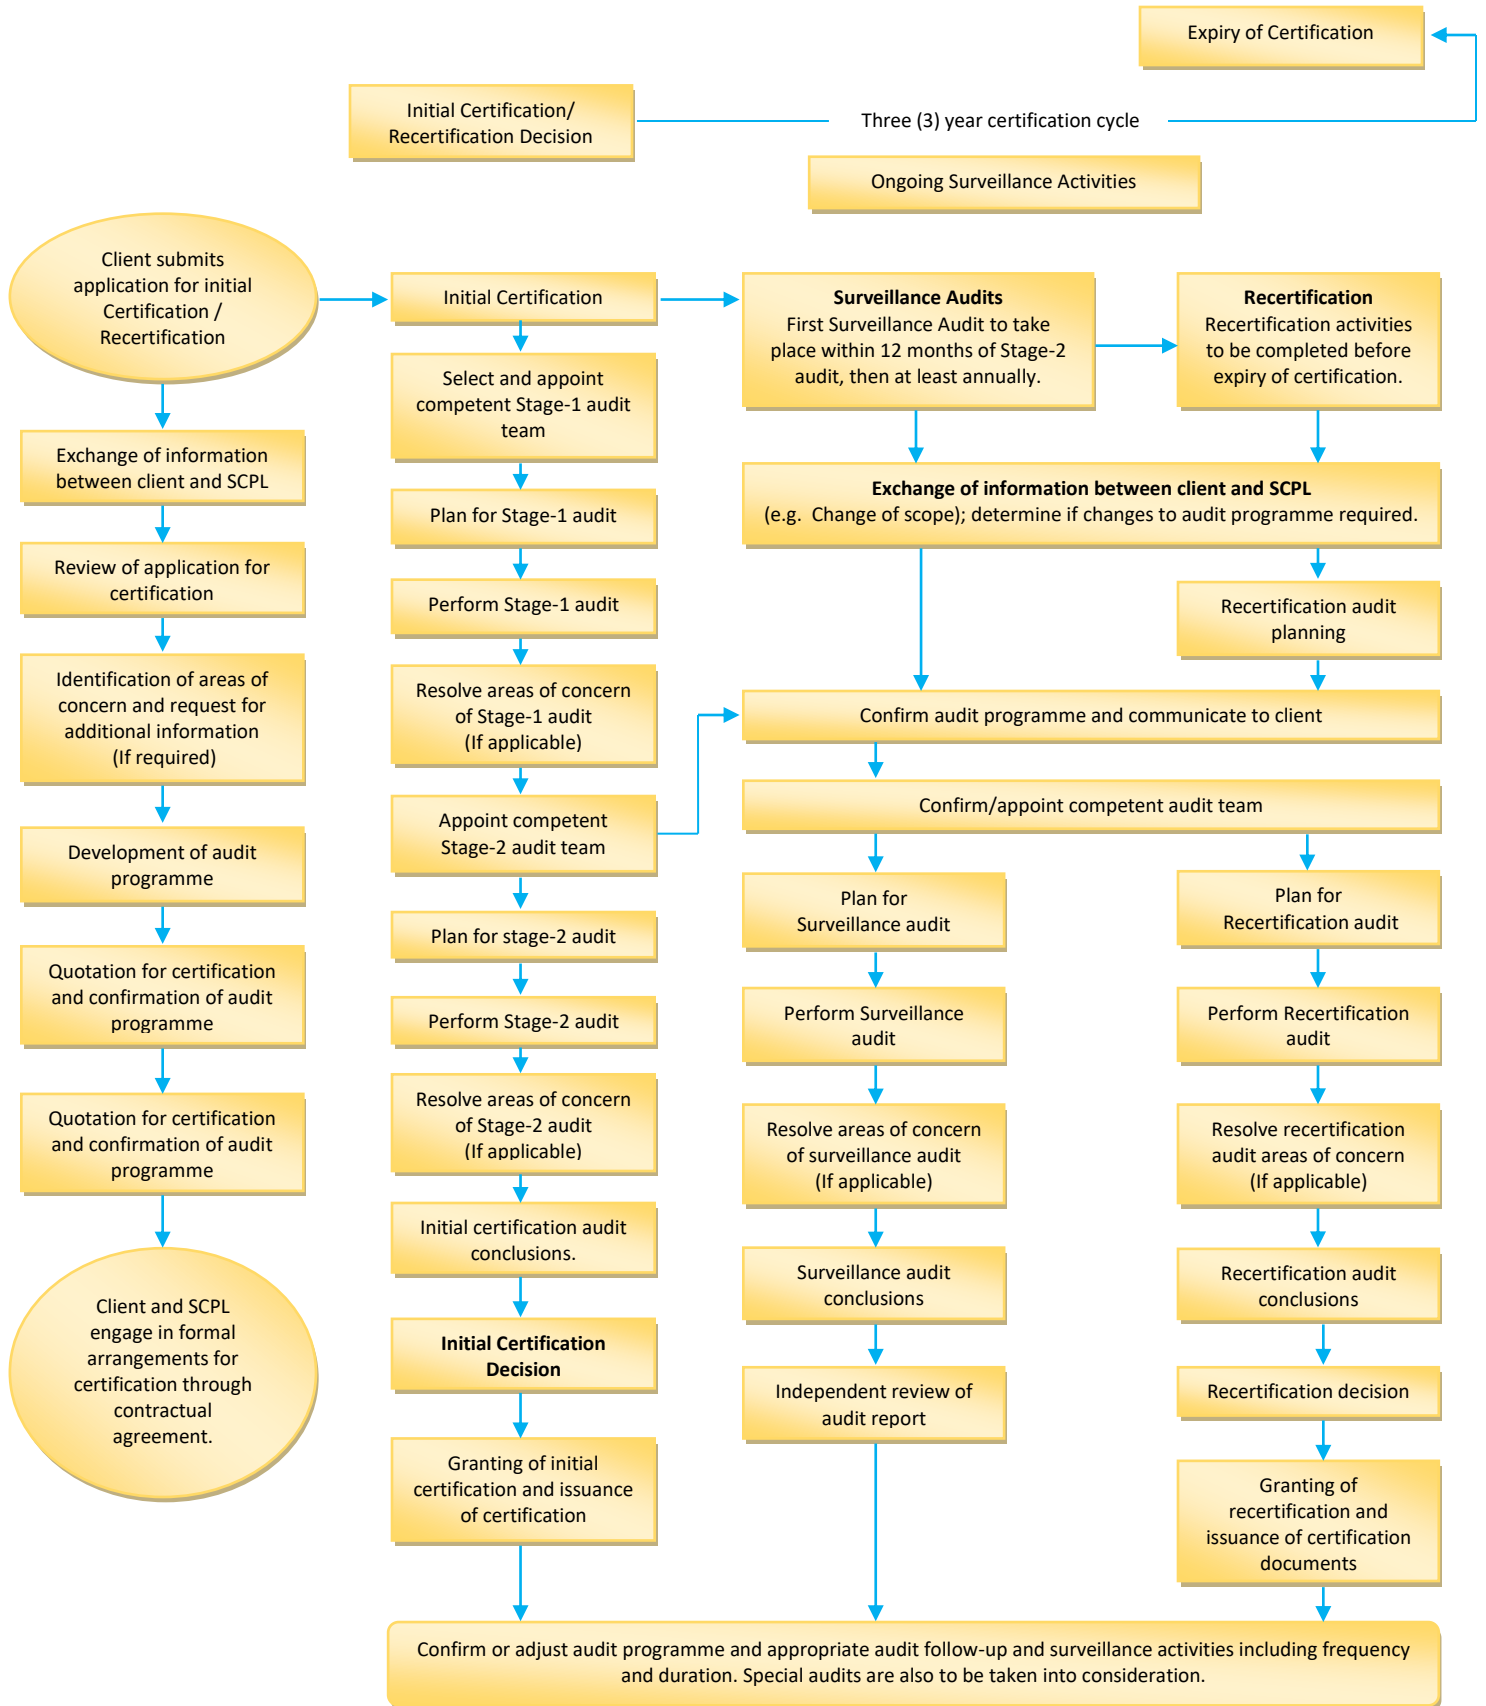 Expiry of Certification
Initial Certification/
Recertification Decision
Three (3) year certification cycle
Ongoing Surveillance Activities
Client submits
application for initial
Certification /
Recertification
Exchange of information
between client and SCPL
Review of application for
certification
Identification of areas of
concern and request for
additional information
(If required)
Development of audit
programme
Quotation for certification
and confirmation of audit
programme
Quotation for certification
and confirmation of audit
programme
Client and SCPL
engage in formal
arrangements for
certification through
contractual
agreement.
Initial Certification
Select and appoint
competent Stage-1 audit
team
Plan for Stage-1 audit
Perform Stage-1 audit
Resolve areas of concern
of Stage-1 audit
(If applicable)
Appoint competent
Stage-2 audit team
Plan for stage-2 audit
Perform Stage-2 audit
Resolve areas of concern
of Stage-2 audit
(If applicable)
Initial certification audit
conclusions.
Initial Certification
Decision
Granting of initial
certification and issuance
of certification
Surveillance Audits
First Surveillance Audit to take
place within 12 months of Stage-2
audit, then at least annually.
Recertification
Recertification activities
to be completed before
expiry of certification.
Exchange of information between client and SCPL
(e.g. Change of scope); determine if changes to audit programme required.
Recertification audit
planning
Confirm audit programme and communicate to client
Confirm/appoint competent audit team
Plan for
Surveillance audit
Perform Surveillance
audit
Resolve areas of concern
of surveillance audit
(If applicable)
Surveillance audit
conclusions
Independent review of
audit report
Plan for
Recertification audit
Perform Recertification
audit
Resolve recertification
audit areas of concern
(If applicable)
Recertification audit
conclusions
Recertification decision
Granting of
recertification and
issuance of certification
documents
Confirm or adjust audit programme and appropriate audit follow-up and surveillance activities including frequency
and duration. Special audits are also to be taken into consideration.